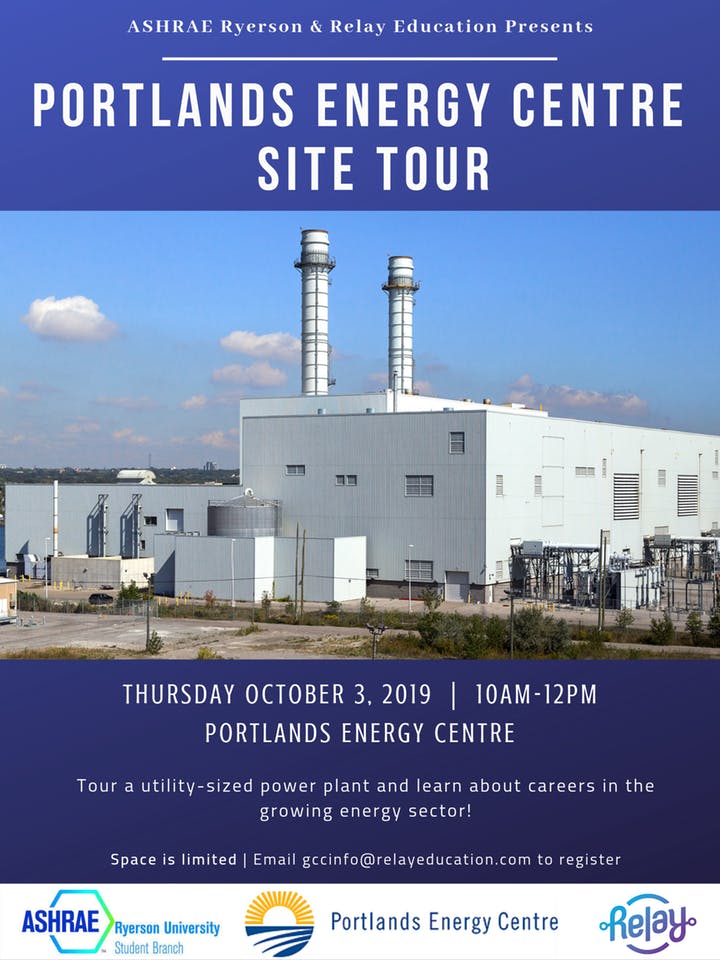 ASHRAE Ryerson & Relay Education Presents
PORTLANDS ENERGY CENTRE
SITE TOUR
THURSDAY OCTOBER 3, 2019 | 10AM-12PM
PORTLANDS ENERGY CENTRE
Tour a utility-sized power plant and learn about careers in the
growing energy sector!
Space is limited | Email gccinfo@relayeducation.com to register
ASHRAE™ Ryerson University
Student Branch
Portlands Energy Centre
Relay